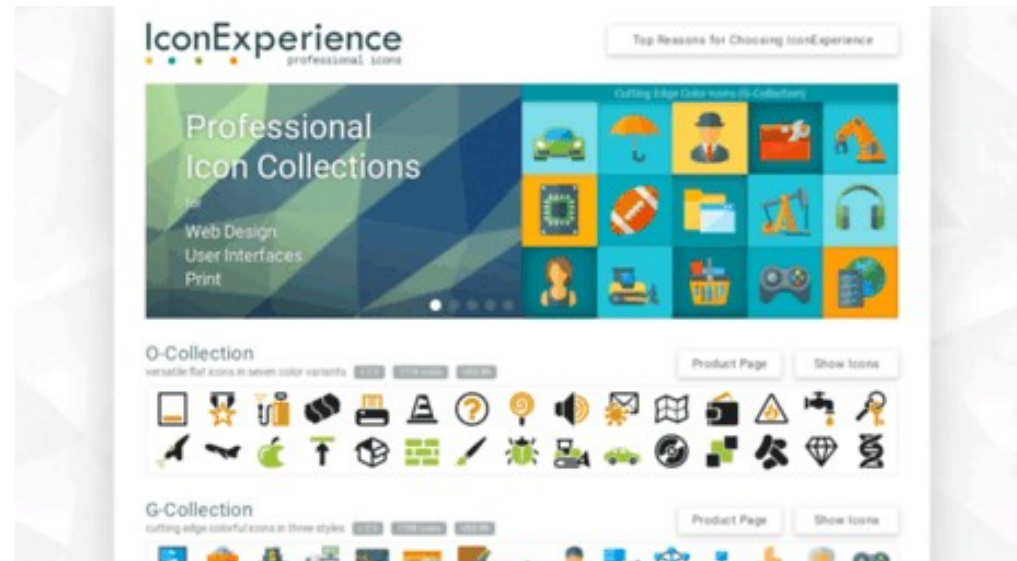 IconExperience
professional icons
Top Reasons for Choosing IconExperience
Cutting Edge Color Icons (G-Collection)
Professional
Icon Collections
for
Web Design
User Interfaces
Print
O-Collection
versatile flat icons in seven color variants
Product Page
Show Icons
G-Collection
cutting edge colorful icons in three styles
Product Page
Show Icons